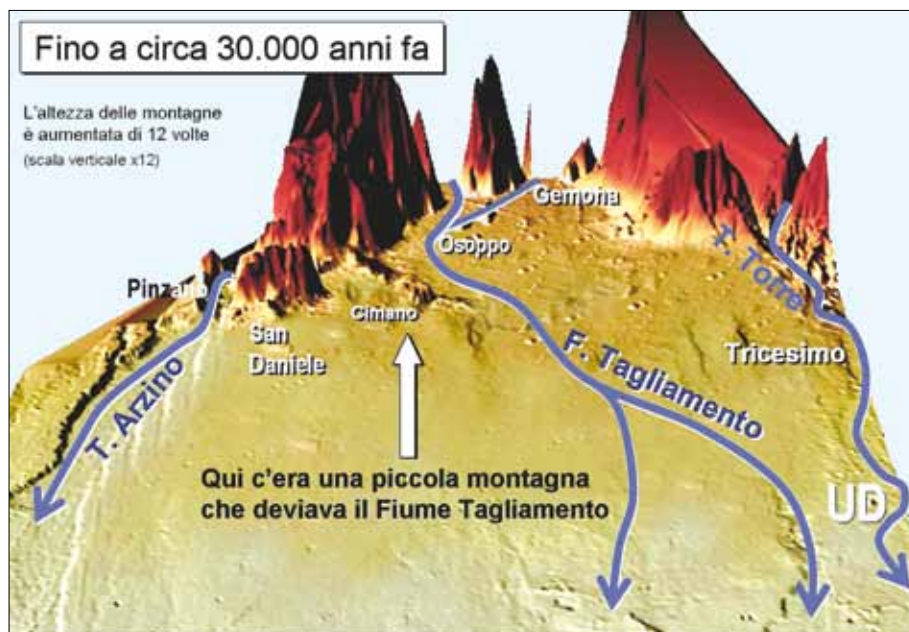 Fino a circa 30.000 anni fa
L'altezza delle montagne
è aumentata di 12 volte
(scala verticale x12)
Gemona
Osoppo
T. Torre
Pinzano
Cimano
San
Daniele
F. Tagliamento
Tricesimo
T. Arzino
Qui c'era una piccola montagna
che deviava il Fiume Tagliamento
UD